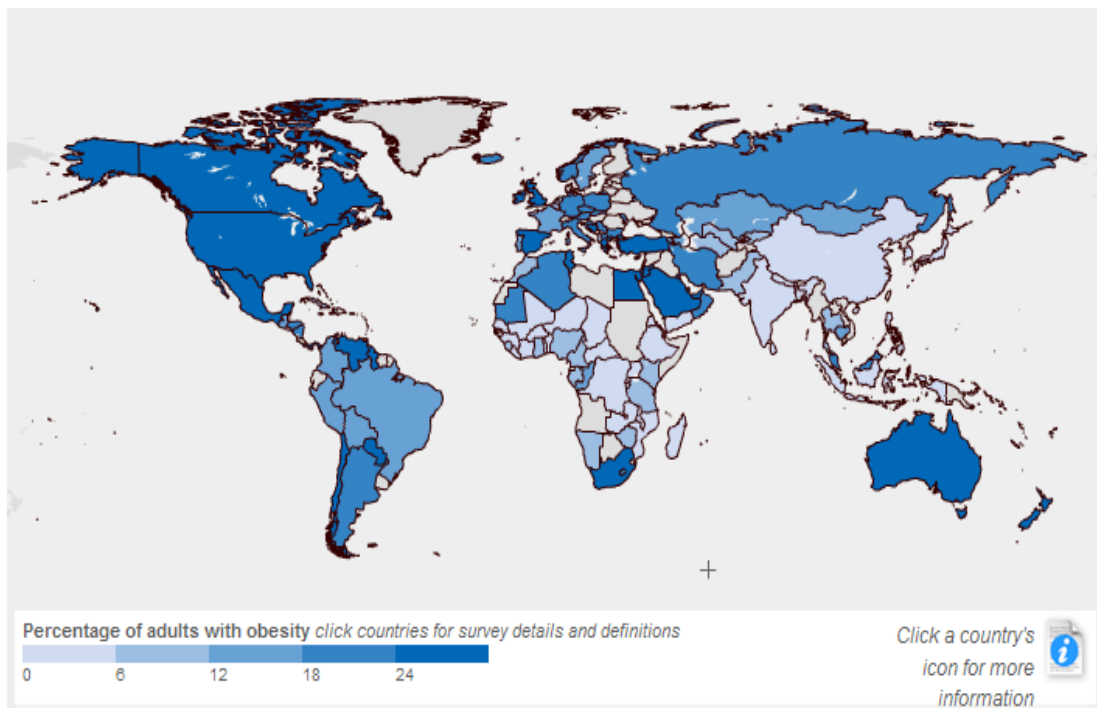 Percentage of adults with obesity click countries for survey details and definitions
0 6 12 18 24
Click a country's
icon for more
information
i